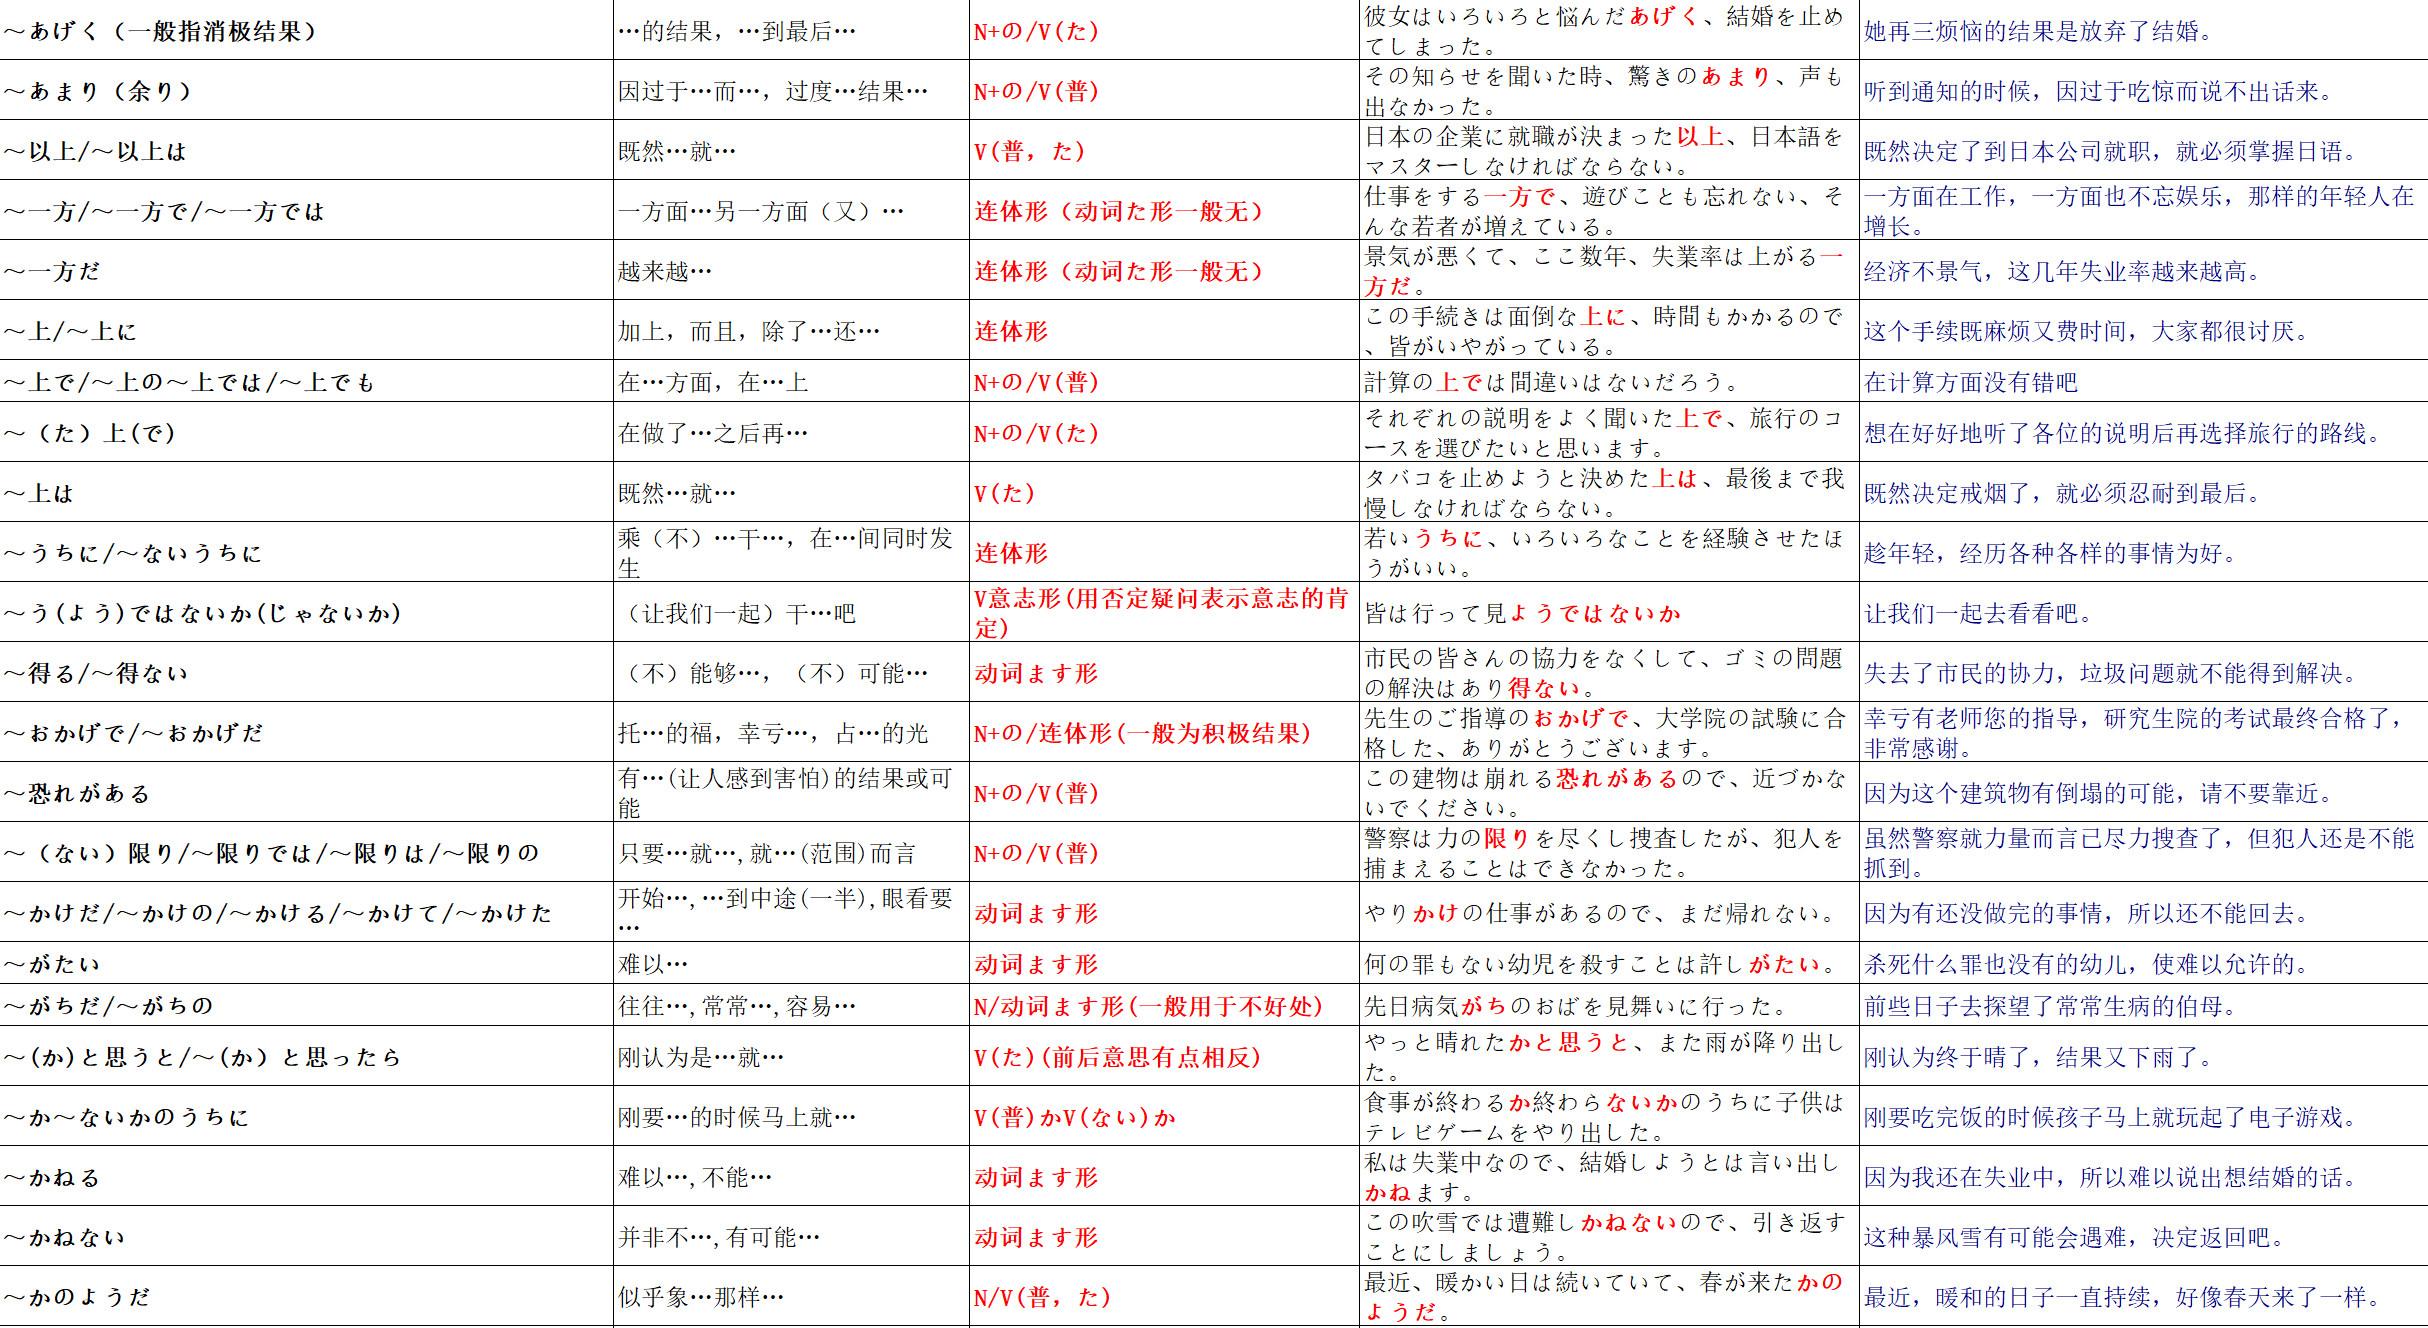 ～あげく（一般指消极结果）
…的结果，…到最后…
N+の/V(た)
彼女はいろいろと悩んだあげく、結婚を止め
てしまった。
她再三烦恼的结果是放弃了结婚。
～あまり（余り）
因过于…而…，过度…结果…
N+の/V(普)
その知らせを聞いた時、驚きのあまり、声も
出なかった。
听到通知的时候，因过于吃惊而说不出话来。
～以上/～以上は
既然…就…
V(普，た)
日本の企業に就職が決まった以上、日本語を
マスターしなければならない。
既然决定了到日本公司就职，就必须掌握日语。
～一方/～一方で/～一方では
一方面…另一方面（又）…
连体形（动词た形一般无）
仕事をする一方で、遊びことも忘れない、そ
んな若者が増えている。
一方面在工作，一方面也不忘娱乐，那样的年轻人在
增长。
～一方だ
越来越…
连体形（动词た形一般无）
景気が悪くて、ここ数年、失業率は上がる一
方だ。
经济不景气，这几年失业率越来越高。
～上/～上に
加上，而且，除了…还…
连体形
この手続きは面倒な上に、時間もかかるので
、皆がいやがっている。
这个手续既麻烦又费时间，大家都很讨厌。
～上で/～上の～上では/～上でも
在…方面，在…上
N+の/V(普)
計算の上では間違いはないだろう。
在计算方面没有错吧
～（た）上(で)
在做了…之后再…
N+の/V(た)
それぞれの説明をよく聞いた上で、旅行のコ
ースを選びたいと思います。
想在好好地听了各位的说明后再选择旅行的路线。
～上は
既然…就…
V(た)
タバコを止めようと決めた上は、最後まで我
慢しなければならない。
既然决定戒烟了，就必须忍耐到最后。
～うちに/～ないうちに
乘（不）…干…，在…间同时发
生
连体形
若いうちに、いろいろなことを経験させたほ
うがいい。
趁年轻，经历各种各样的事情为好。
～う(よう)ではないか(じゃないか)
（让我们一起）干…吧
V意志形(用否定疑问表示意志的肯
定)
皆は行って見ようではないか
让我们一起去看看吧。
～得る/～得ない
（不）能够…，（不）可能…
动词ます形
市民の皆さんの協力をなくして、ゴミの問題
の解決はあり得ない。
失去了市民的协力，垃圾问题就不能得到解决。
～おかげで/～おかげだ
托…的福，幸亏…，占…的光
N+の/连体形(一般为积极结果)
先生のご指導のおかげで、大学院の試験に合
格した、ありがとうございます。
幸亏有老师您的指导，研究生院的考试最终合格了，
非常感谢。
～恐れがある
有…(让人感到害怕)的结果或可
能
N+の/V(普)
この建物は崩れる恐れがあるので、近づかな
いでください。
因为这个建筑物有倒塌的可能，请不要靠近。
～（ない）限り/～限りでは/～限りは/～限りの
只要…就…,就…(范围)而言
N+の/V(普)
警察は力の限りを尽くし捜査したが、犯人を
捕まえることはできなかった。
虽然警察就力量而言已尽力搜查了，但犯人还是不能
抓到。
～かけだ/～かけの/～かける/～かけて/～かけた
开始…,…到中途(一半),眼看要
…
动词ます形
やりかけの仕事があるので、まだ帰れない。
因为有还没做完的事情，所以还不能回去。
～がたい
难以…
动词ます形
何の罪もない幼児を殺すことは許しがたい。
杀死什么罪也没有的幼儿，使难以允许的。
～がちだ/～がちの
往往…,常常…,容易…
N/动词ます形(一般用于不好处)
先日病気がちのおばを見舞いに行った。
前些日子去探望了常常生病的伯母。
～(か)と思うと/～(か）と思ったら
刚认为是…就…
V(た)(前后意思有点相反)
やっと晴れたかと思うと、また雨が降り出し
た。
刚认为终于晴了，结果又下雨了。
～か～ないかのうちに
刚要…的时候马上就…
V(普)かV(ない)か
食事が終わるか終わらないかのうちに子供は
テレビゲームをやり出した。
刚要吃完饭的时候孩子马上就玩起了电子游戏。
～かねる
难以…,不能…
动词ます形
私は失業中なので、結婚しようとは言い出し
かねます。
因为我还在失业中，所以难以说出想结婚的话。
～かねない
并非不…,有可能…
动词ます形
この吹雪では遭難しかねないので、引き返す
ことにしましょう。
这种暴风雪有可能会遇难，决定返回吧。
～かのようだ
似乎象…那样…
N/V(普，た)
最近、暖かい日は続いていて、春が来たかの
ようだ。
最近，暖和的日子一直持续，好像春天来了一样。